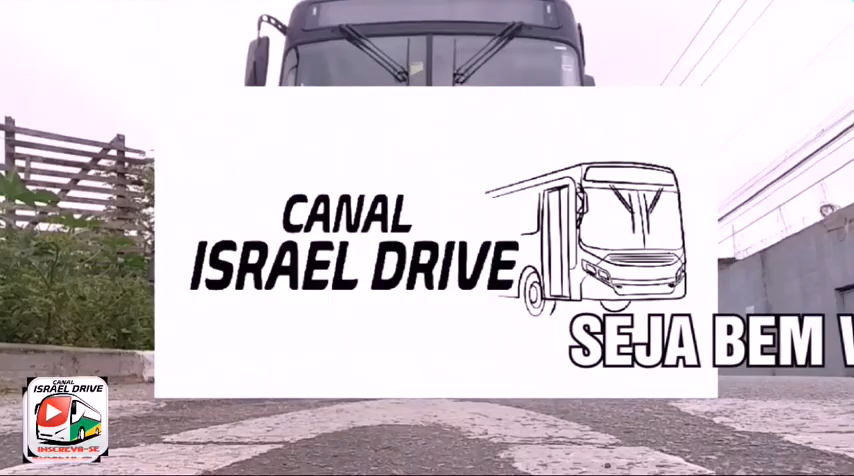 CANAL
ISRAEL DRIVE
SEJA BEM
CANAL
ISRAEL DRIVE
INSCREVA-SE